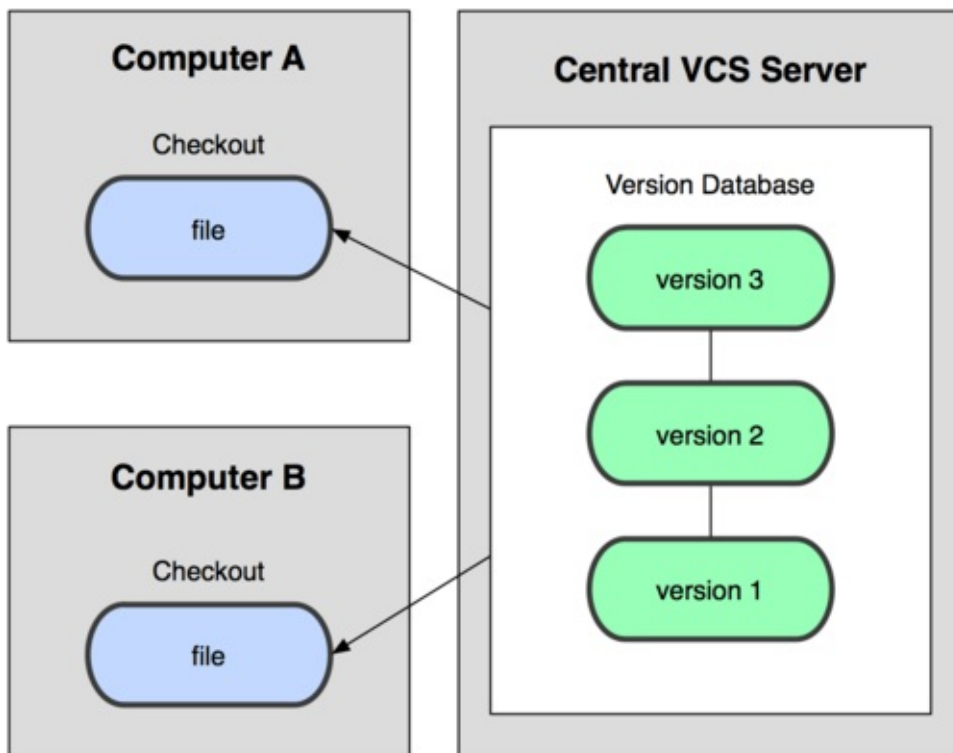 Computer A
Checkout
file
Computer B
Checkout
file
Central VCS Server
Version Database
version 3
version 2
version 1